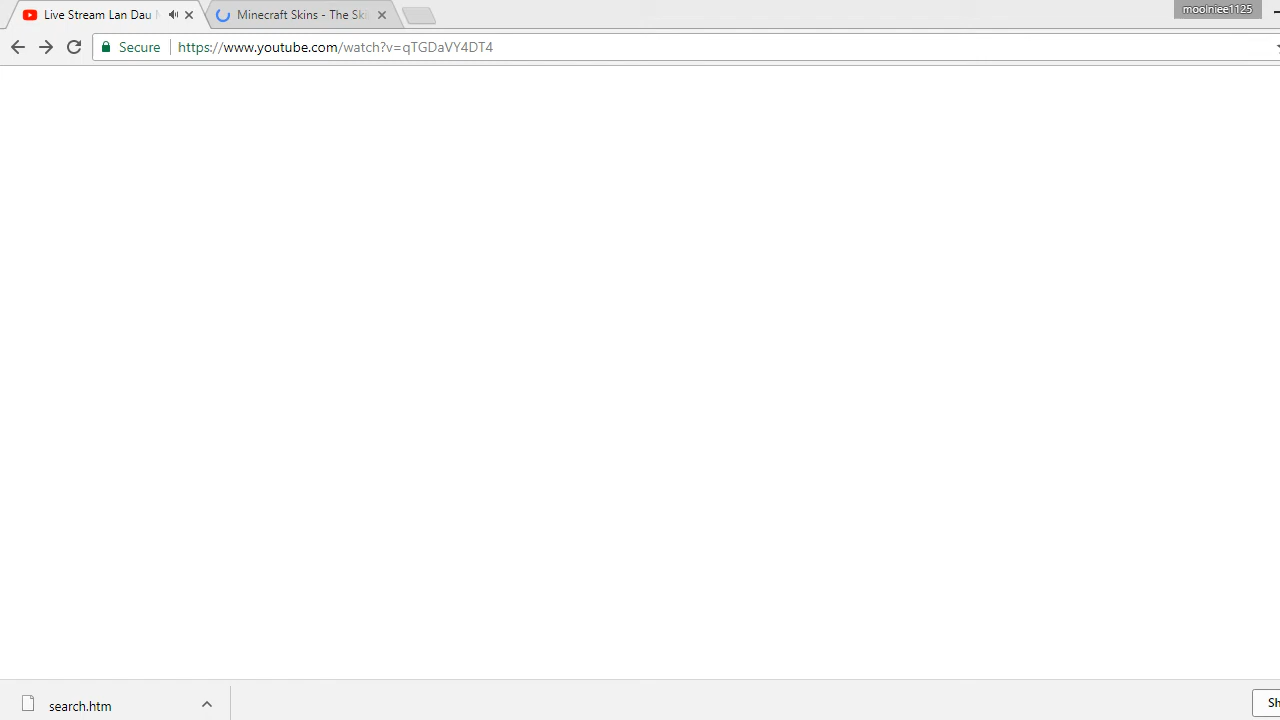 Live Stream Lan Dau
Minecraft Skins - The Ski
moolniee1125
Secure
https://www.youtube.com/watch?v=qTGDaVY4DT4
search.htm
Sh